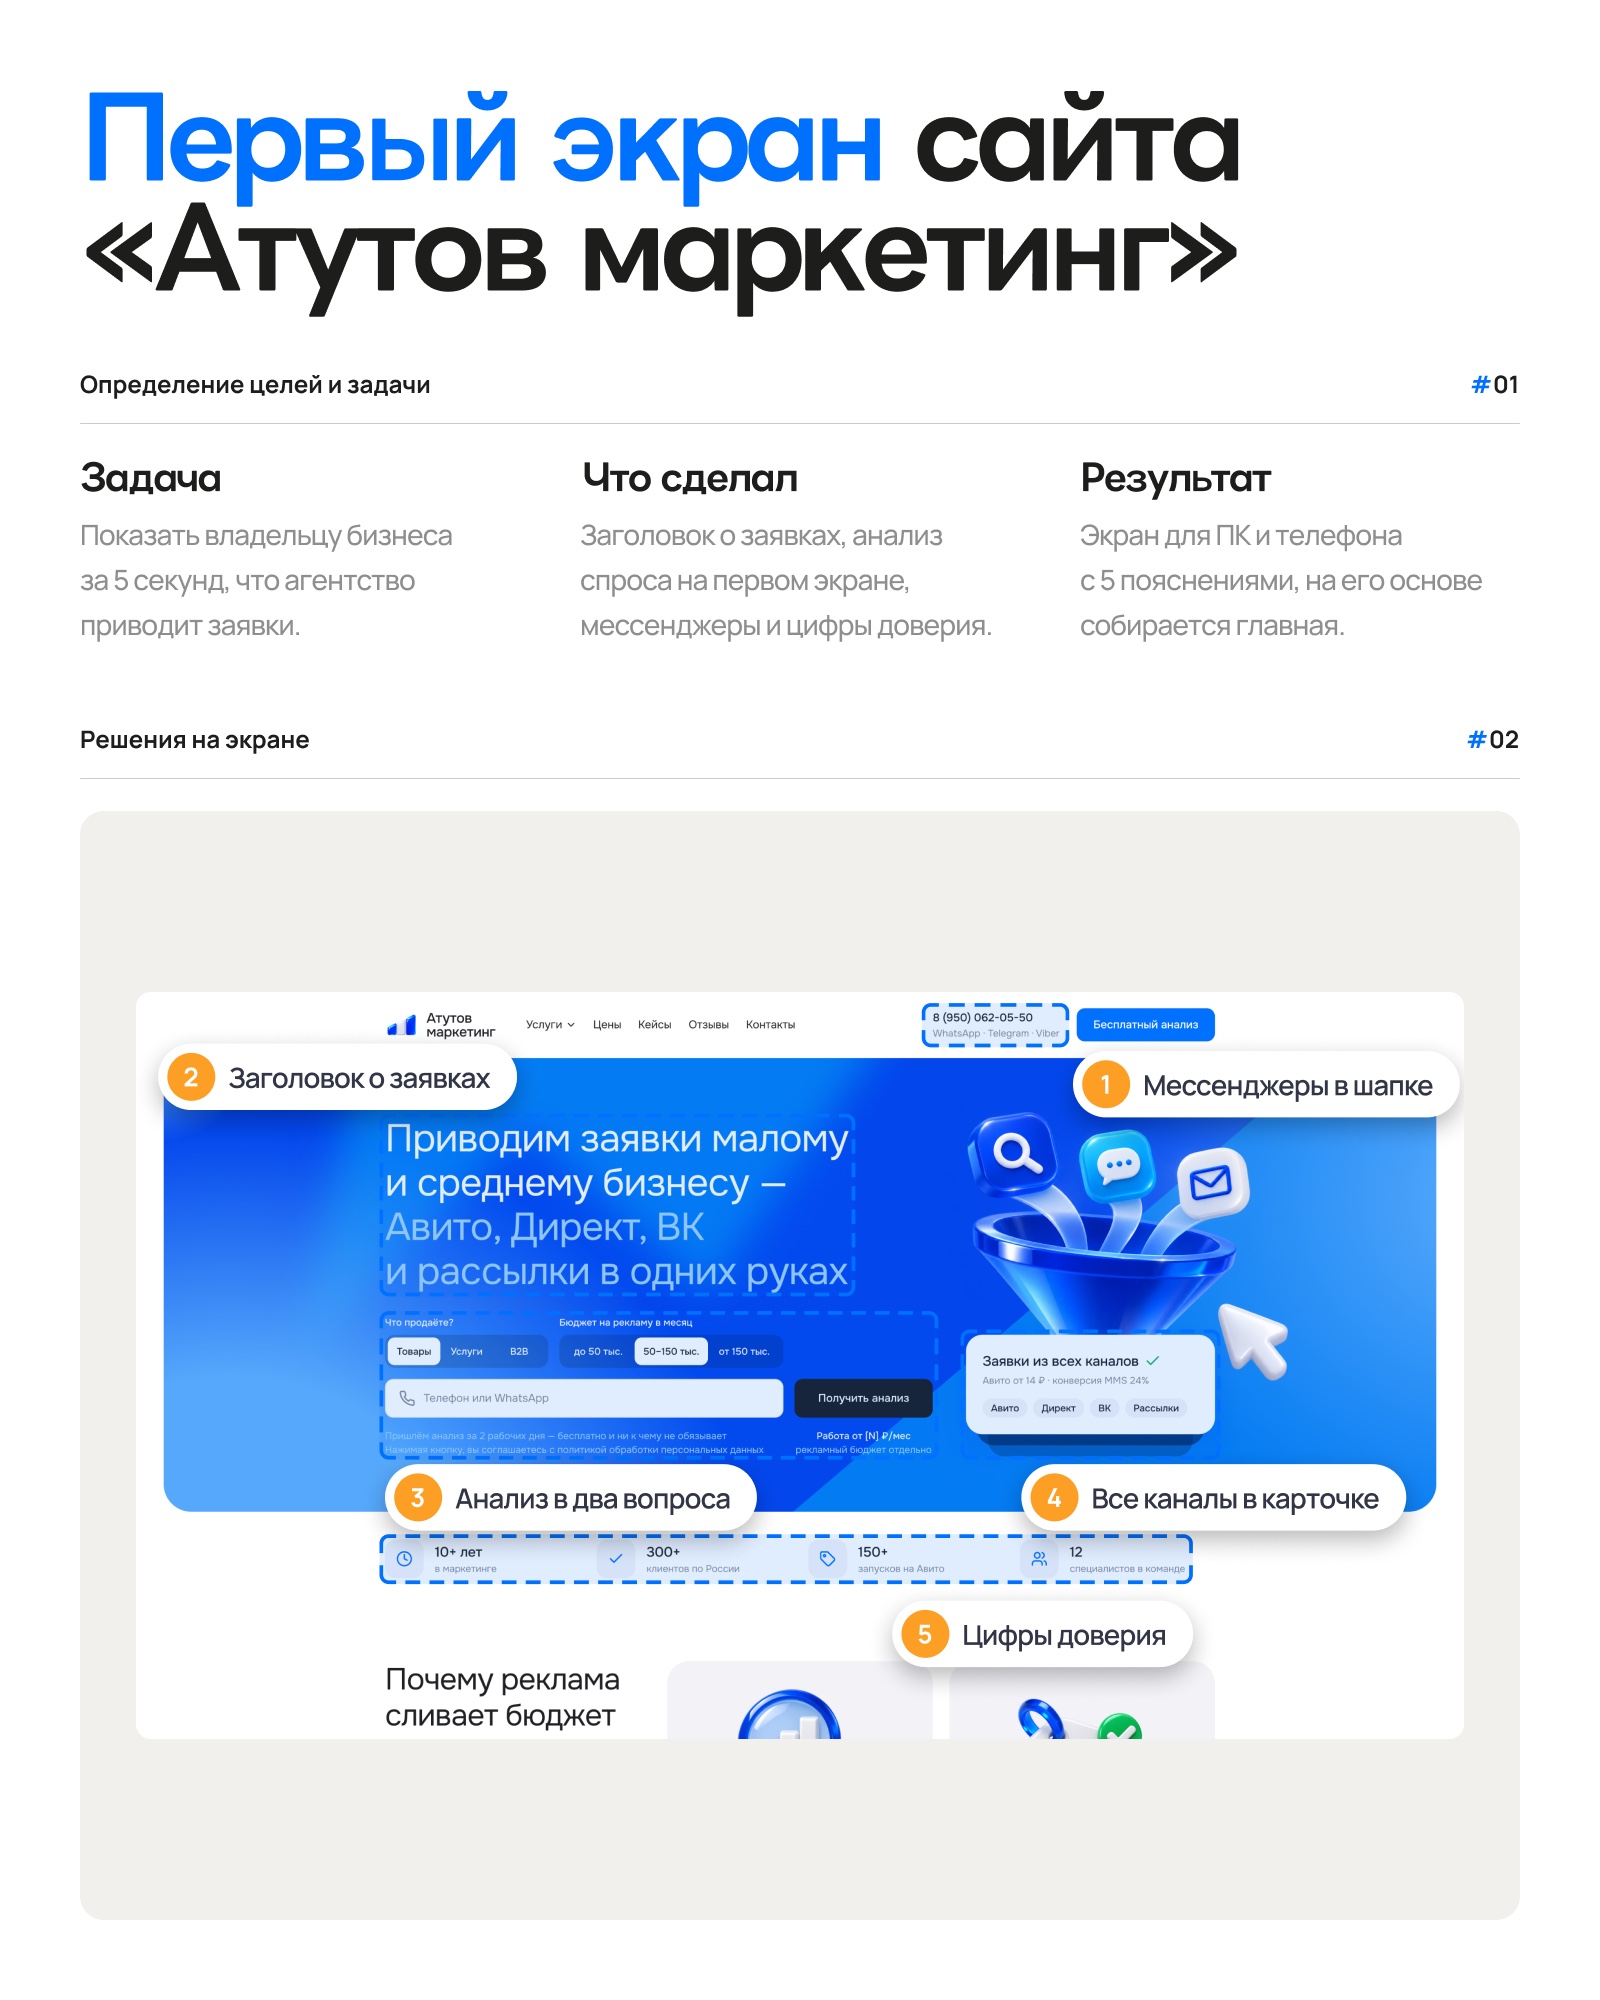 Первый экран сайта
«Атутов маркетинг»
Определение целей и задачи
#01
Задача
Показать владельцу бизнеса
за 5 секунд, что агентство
приводит заявки.
Что сделал
Заголовок о заявках, анализ
спроса на первом экране,
мессенджеры и цифры доверия.
Результат
Экран для ПК и телефона
с 5 пояснениями, на его основе
собирается главная.
Решения на экране
#02
Атутов
маркетинг
Услуги
Цены
Кейсы
Отзывы
Контакты
8 (950) 062-05-50
WhatsApp · Telegram · Viber
Бесплатный анализ
2 Заголовок о заявках
1 Мессенджеры в шапке
Приводим заявки малому
и среднему бизнесу —
Авито, Директ, ВК
и рассылки в одних руках
Что продаёте?
Товары
Услуги
B2B
Бюджет на рекламу в месяц
до 50 тыс.
50–150 тыс.
от 150 тыс.
Телефон или WhatsApp
Получить анализ
Пришлём анализ за 2 рабочих дня — бесплатно и ни к чему не обязывает
Нажимая кнопку, вы соглашаетесь с политикой обработки персональных данных
Работа от [N] ₽/мес
рекламный бюджет отдельно
Заявки из всех каналов
Авито от 14 ₽ · конверсия MMS 24%
Авито
Директ
ВК
Рассылки
3 Анализ в два вопроса
4 Все каналы в карточке
10+ лет
в маркетинге
300+
клиентов по России
150+
запусков на Авито
12
специалистов в команде
5 Цифры доверия
Почему реклама
сливает бюджет